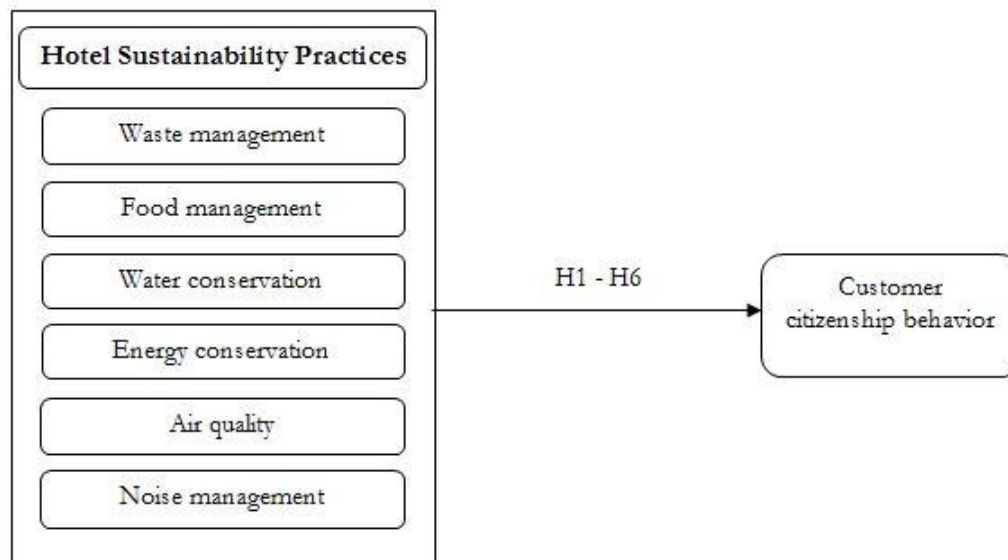 Hotel Sustainability Practices
Waste management
Food management
Water conservation
Energy conservation
Air quality
Noise management
H1 - H6
Customer
citizenship behavior